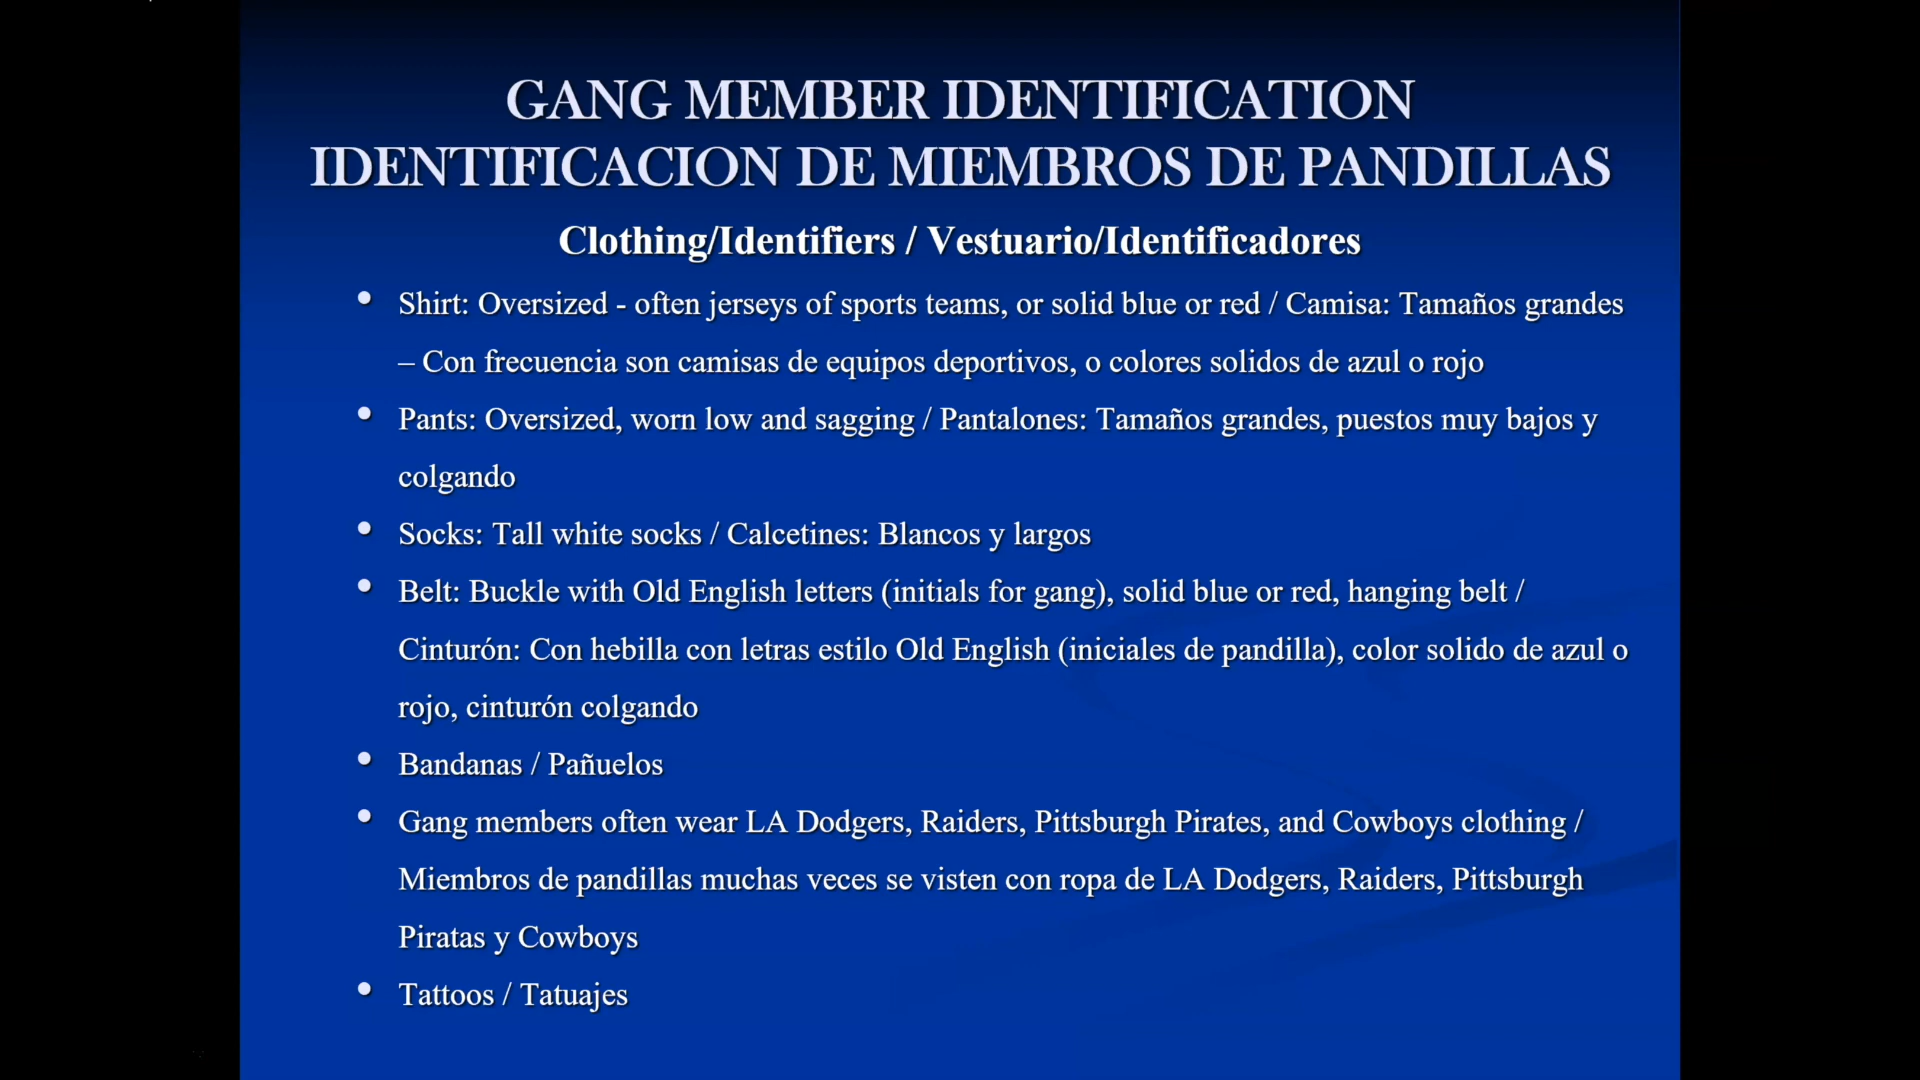 GANG MEMBER IDENTIFICATION
IDENTIFICACION DE MIEMBROS DE PANDILLAS
Clothing/Identifiers / Vestuario/Identificadores
• Shirt: Oversized - often jerseys of sports teams, or solid blue or red / Camisa: Tamaños grandes
– Con frecuencia son camisas de equipos deportivos, o colores solidos de azul o rojo
• Pants: Oversized, worn low and sagging / Pantalones: Tamaños grandes, puestos muy bajos y
colgando
• Socks: Tall white socks / Calcetines: Blancos y largos
• Belt: Buckle with Old English letters (initials for gang), solid blue or red, hanging belt /
Cinturón: Con hebilla con letras estilo Old English (iniciales de pandilla), color solido de azul o
rojo, cinturón colgando
• Bandanas / Pañuelos
• Gang members often wear LA Dodgers, Raiders, Pittsburgh Pirates, and Cowboys clothing /
Miembros de pandillas muchas veces se visten con ropa de LA Dodgers, Raiders, Pittsburgh
Piratas y Cowboys
• Tattoos / Tatuajes